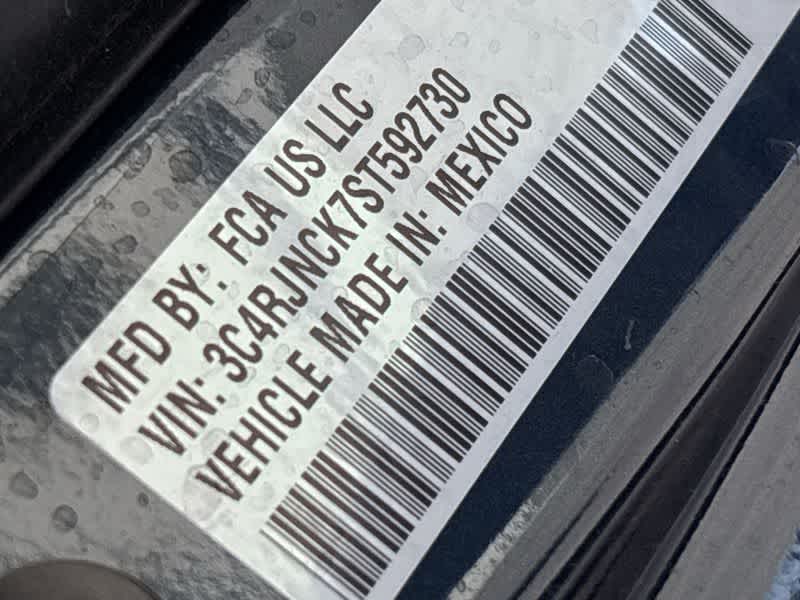 MFD BY: FCA US LLC
VIN: 3C4RJNCK7ST592730
VEHICLE MADE IN: MEXICO